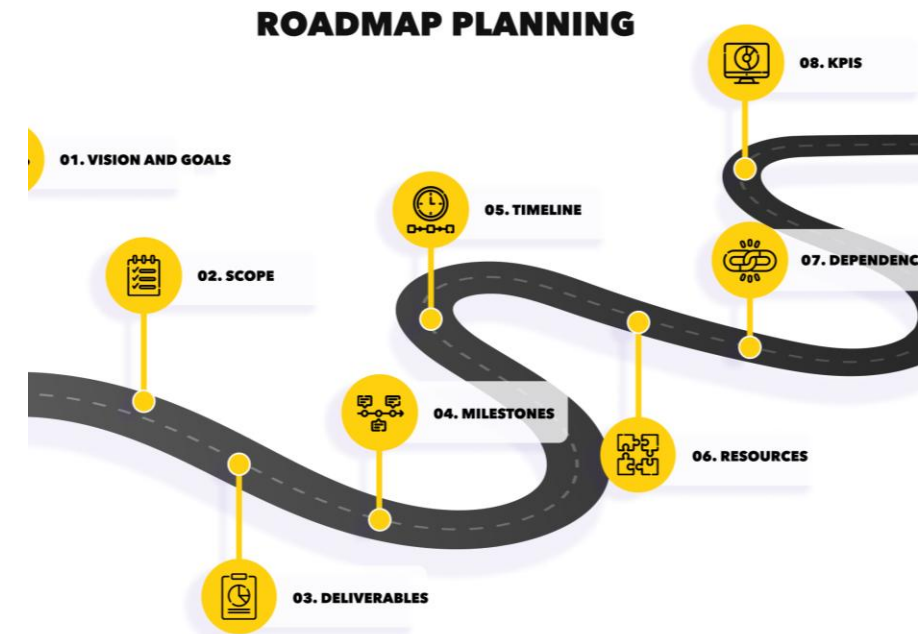 ROADMAP PLANNING
01. VISION AND GOALS
02. SCOPE
03. DELIVERABLES
04. MILESTONES
05. TIMELINE
06. RESOURCES
07. DEPENDENC
08. KPIS